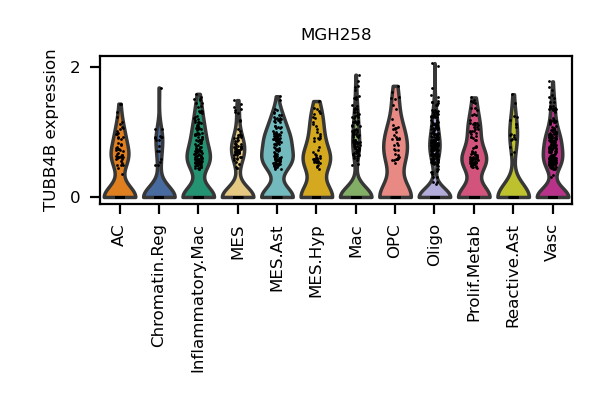 MGH258
TUBB4B expression
2
0
AC
Chromatin.Reg
Inflammatory.Mac
MES
MES.Ast
MES.Hyp
Mac
OPC
Oligo
Prolif.Metab
Reactive.Ast
Vasc